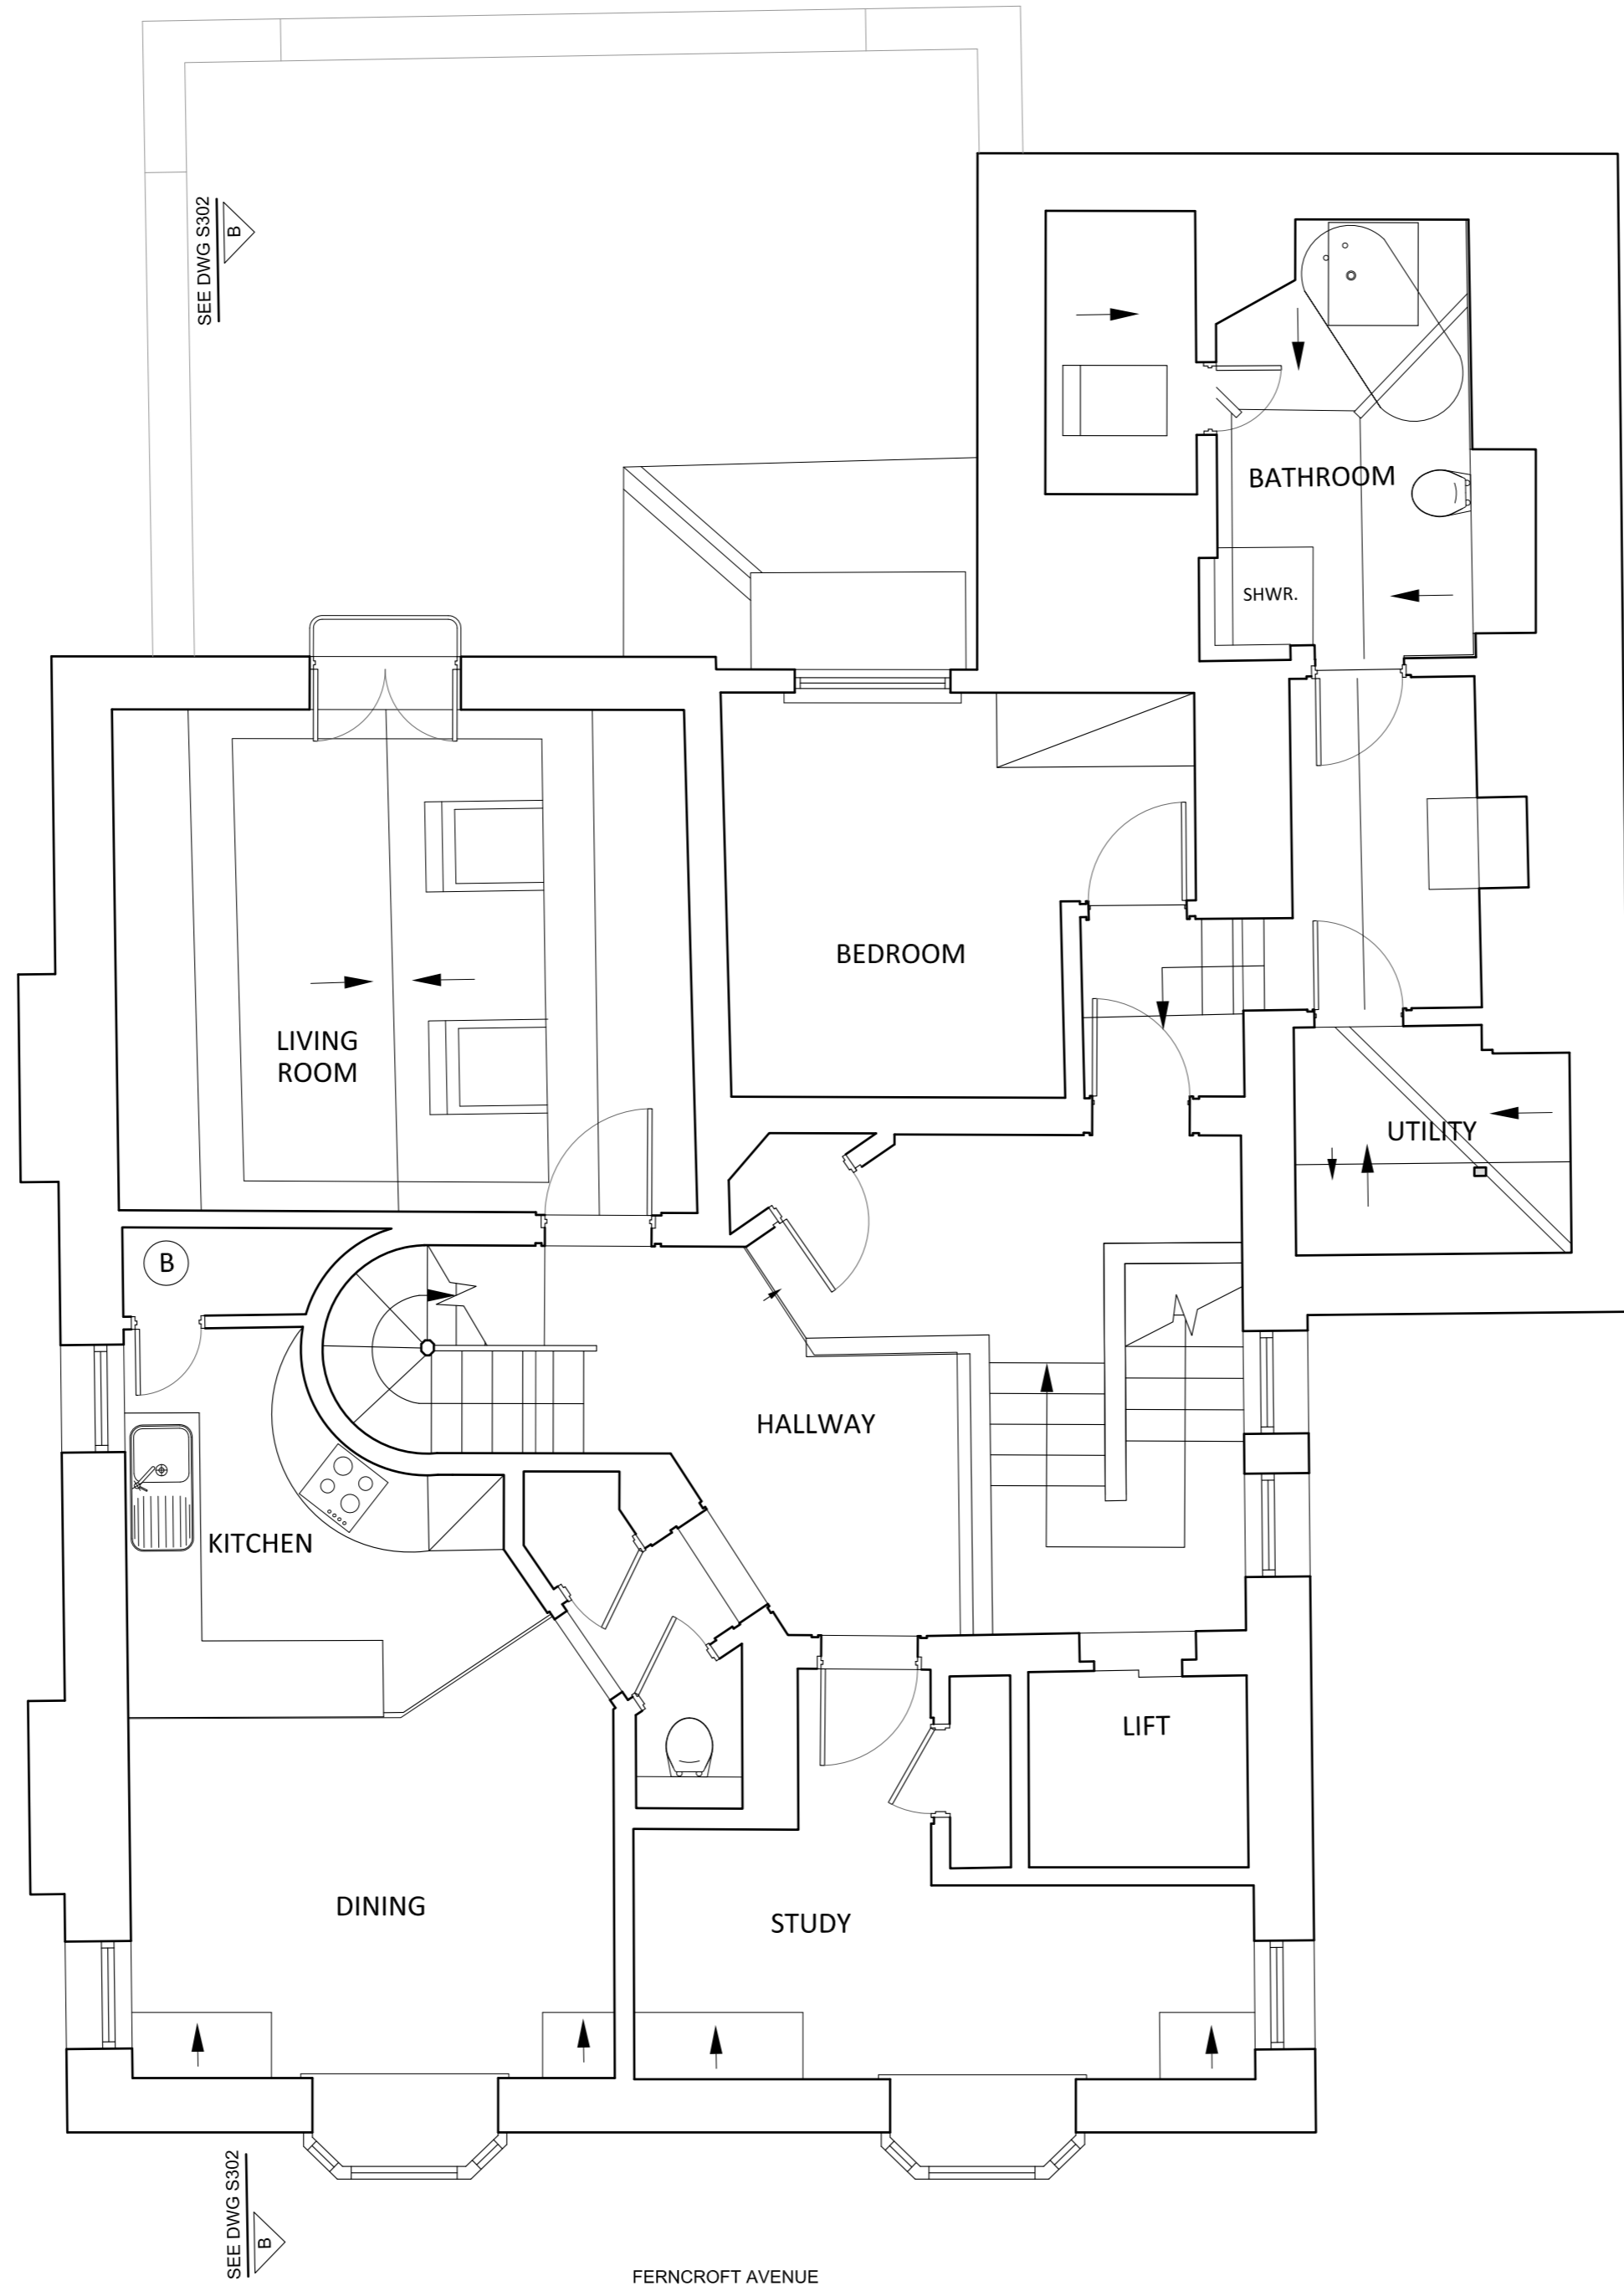 SEE DWG S302
B
BATHROOM
SHWR.
BEDROOM
LIVING
ROOM
UTILITY
B
HALLWAY
KITCHEN
LIFT
DINING
STUDY
SEE DWG S302
B
FERNCROFT AVENUE